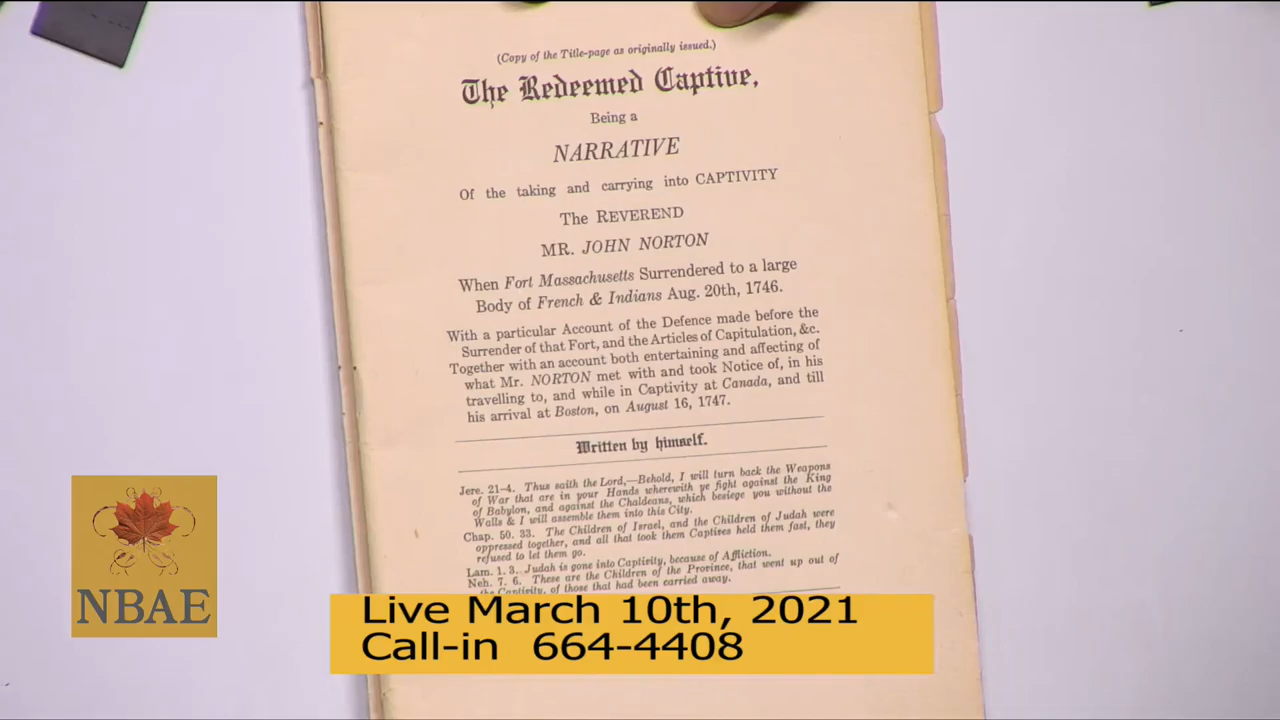 (Copy of the Title-page as originally issued.)
The Redeemed Captive,
Being a
NARRATIVE
Of the taking and carrying into CAPTIVITY
The REVEREND
MR. JOHN NORTON
When Fort Massachusetts Surrendered to a large
Body of French & Indians Aug. 20th, 1746.
With a particular Account of the Defence made before the
Surrender of that Fort, and the Articles of Capitulation, &c.
Together with an account both entertaining and affecting of
what Mr. NORTON met with and took Notice of, in his
travelling to, and while in Captivity at Canada, and till
his arrival at Boston, on August 16, 1747.
Written by himself.
Jere. 21-4. Thus saith the Lord,—Behold, I will turn back the Weapons
of War that are in your Hands wherewith ye fight against the King
of Babylon, and against the Chaldeans, which besiege you without the
Walls & I will assemble them into this City.
Chap. 50. 33. The Children of Israel, and the Children of Judah were
oppressed together, and all that took them Captives held them fast, they
refused to let them go.
Lam. 1. 3. Judah is gone into Captivity, because of Affliction.
Neh. 7. 6. These are the Children of the Province, that went up out of
the Captivity, of those that had been carried away.
NBAE
Live March 10th, 2021
Call-in 664-4408